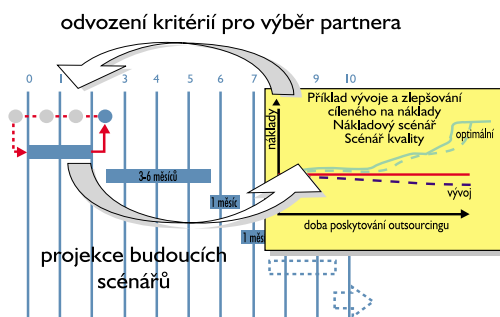 odvození kritérií pro výběr partnera
0 1 2 3 4 5 6 7 8 9 10
Příklad vývoje a zlepšování
cíleného na náklady
Nákladový scénář
Scénář kvality
náklady
optimální
vývoj
doba poskytování outsourcingu
3-6 měsíců
1 měsíc
1 měs
projekce budoucích
scénářů